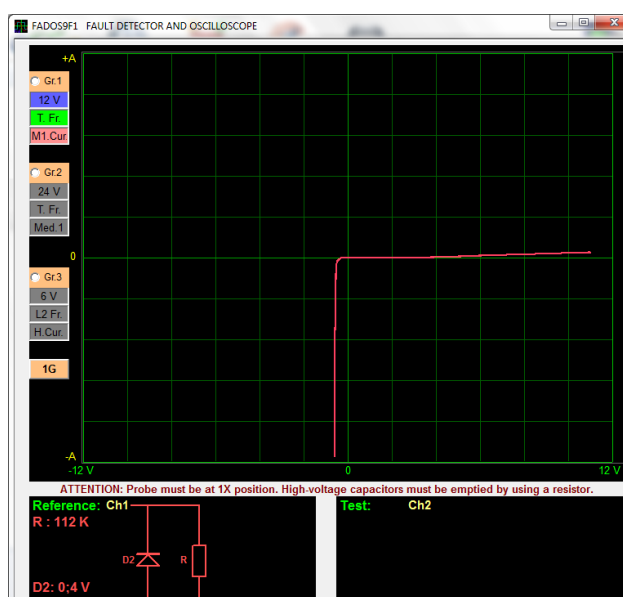 FADOS9F1 FAULT DETECTOR AND OSCILLOSCOPE
+A
Gr.1
12 V
T. Fr.
M1.Cur.
Gr.2
24 V
T. Fr.
Med.1
0
Gr.3
6 V
L2 Fr.
H.Cur.
1G
-A
-12 V 0 12 V
ATTENTION: Probe must be at 1X position. High-voltage capacitors must be emptied by using a resistor.
Reference: Ch1 Test: Ch2
R : 112 K
D2 R
D2: 0;4 V